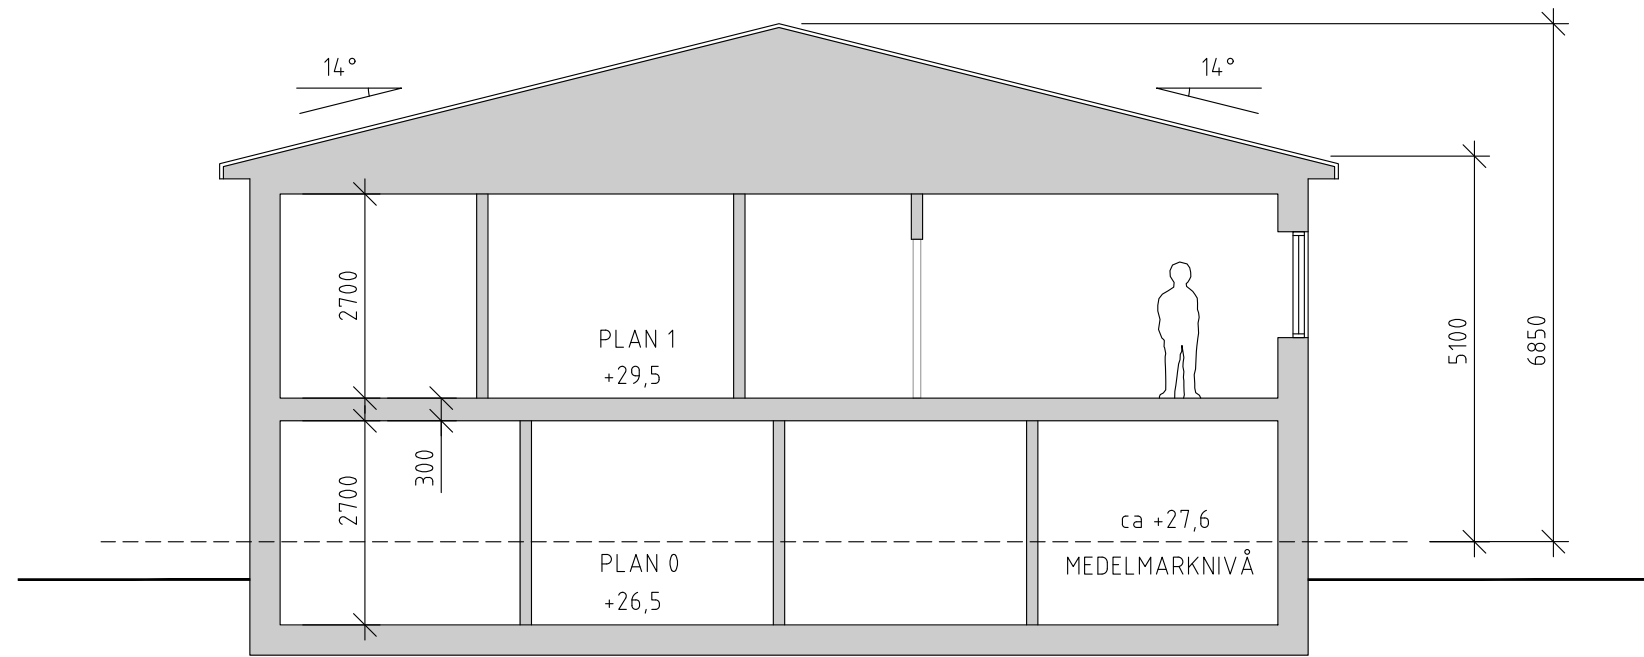 14°
14°
2700
PLAN 1
+29,5
5100
6850
300
2700
ca +27,6
MEDELMARKNIVÅ
PLAN 0
+26,5